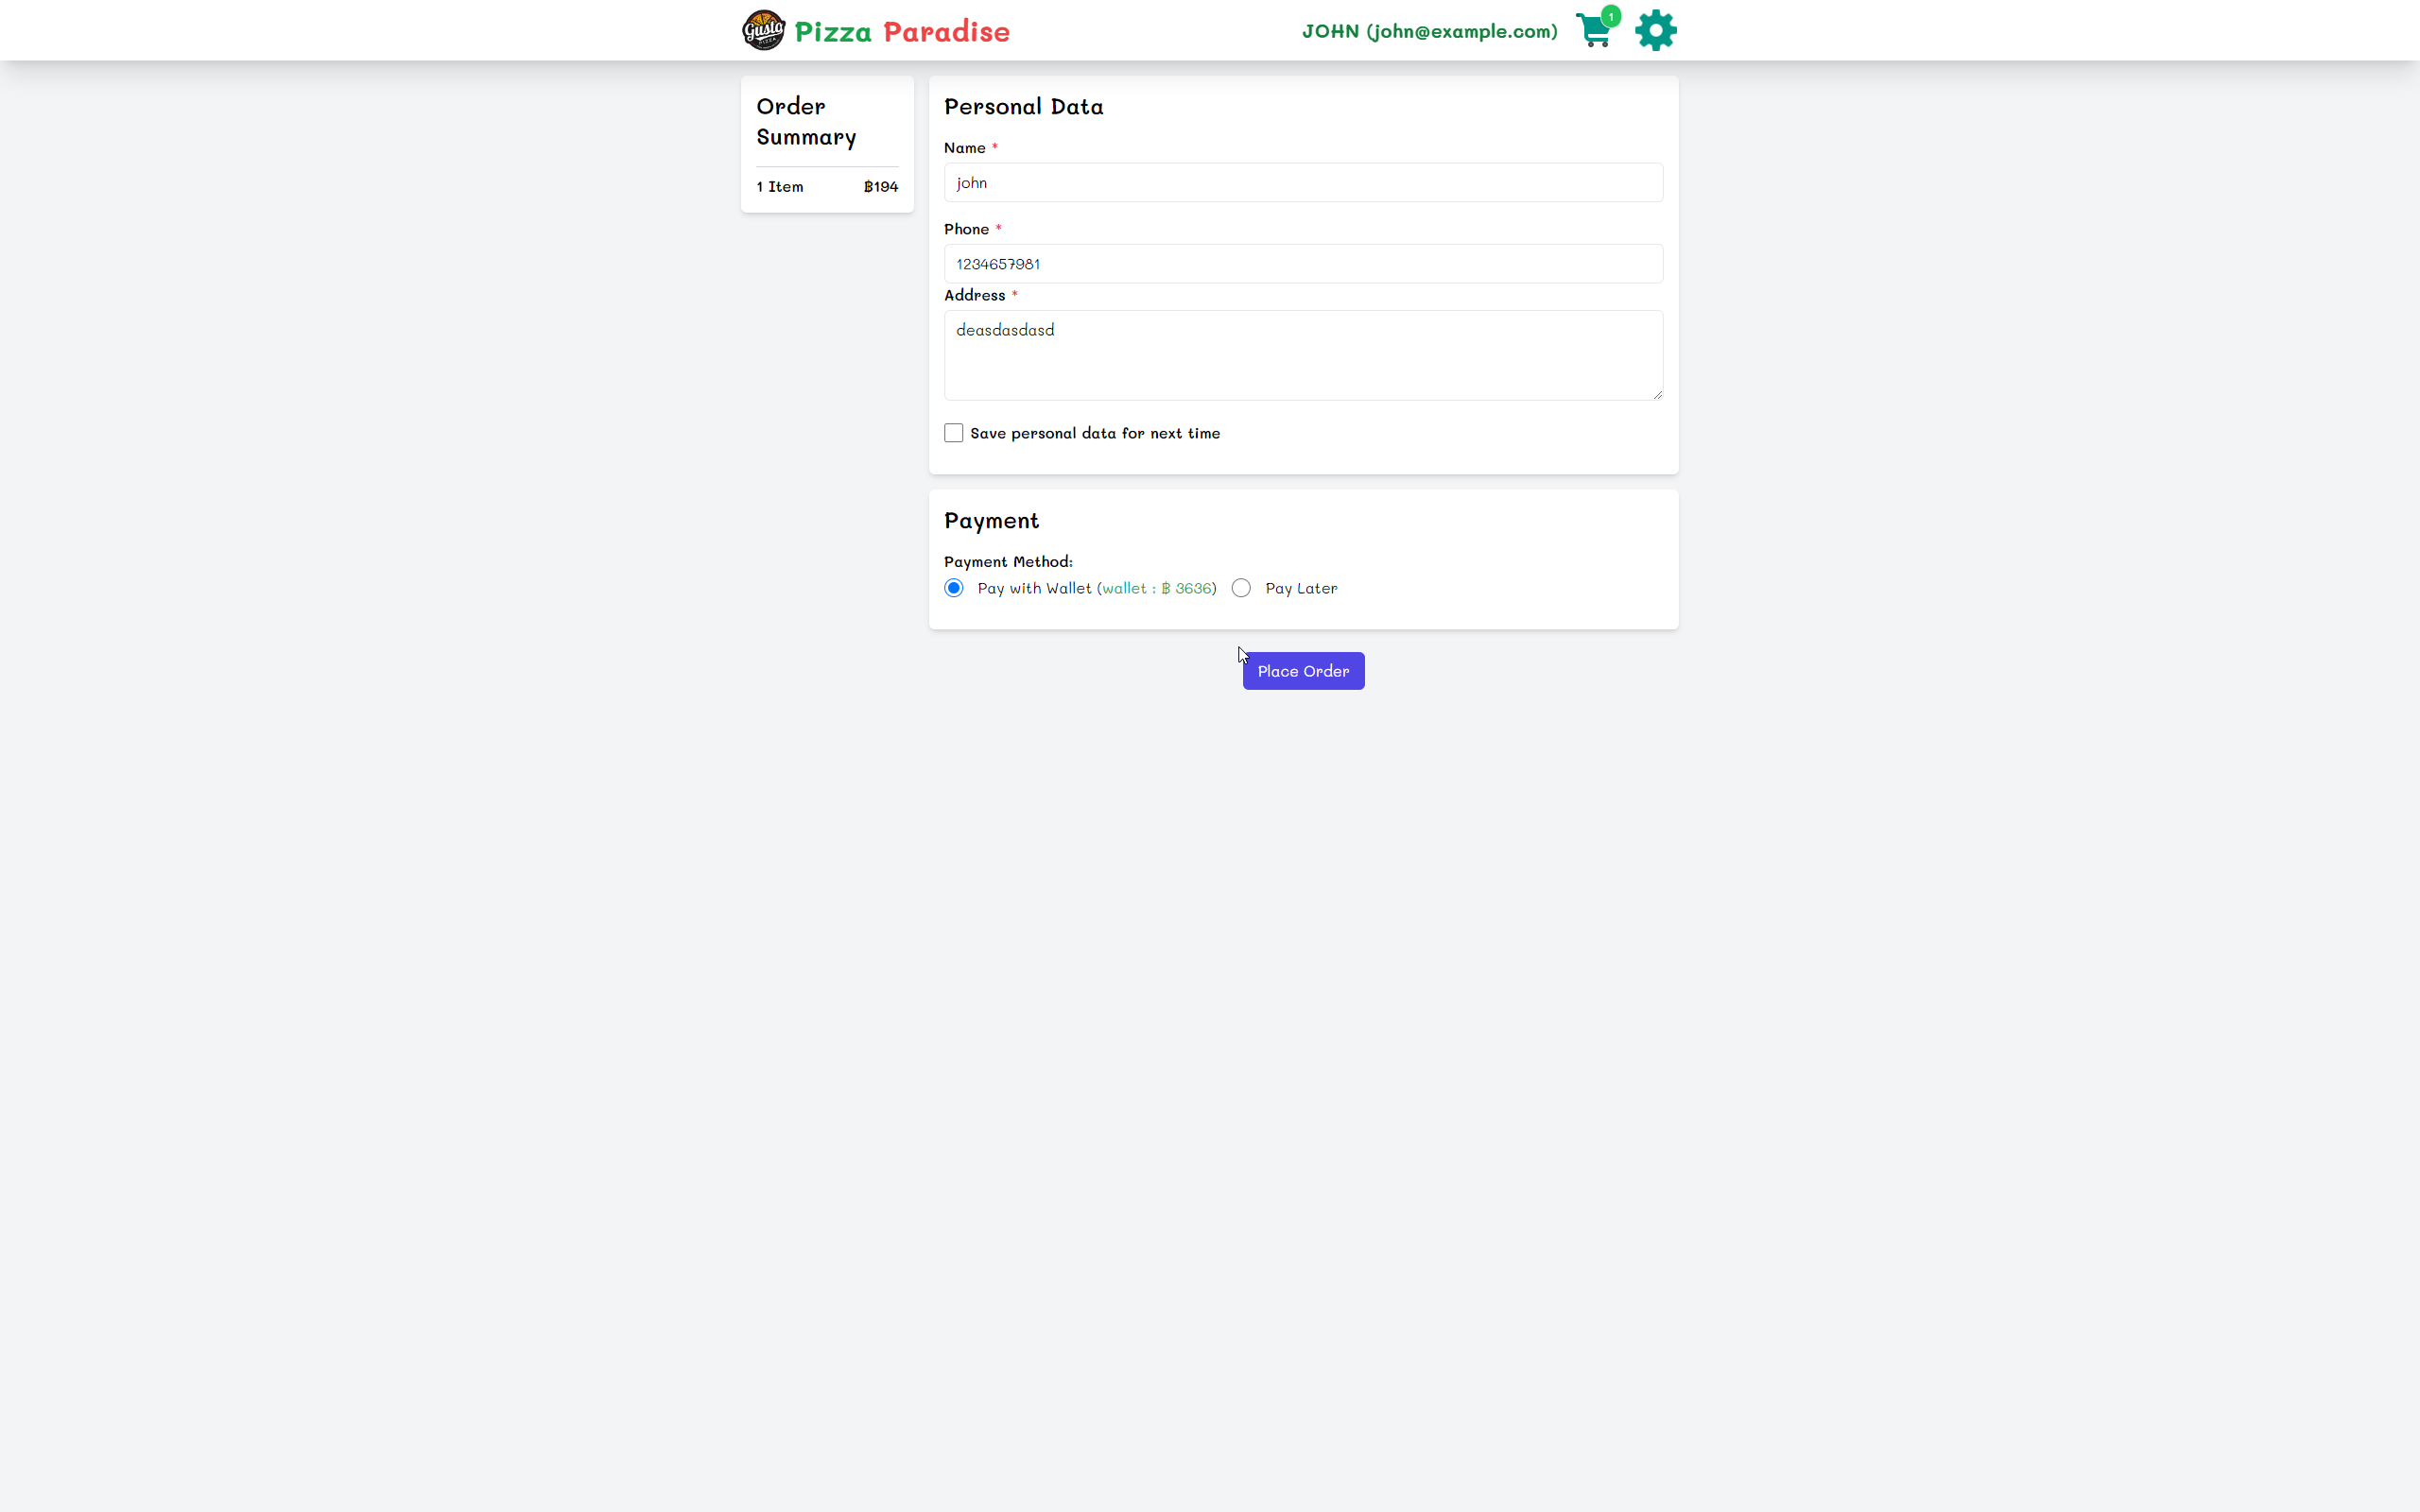 Gusto
PIZZA
Pizza Paradise
JOHN (john@example.com)
1
Order
Summary
1 Item ฿194
Personal Data
Name *
john
Phone *
1234657981
Address *
deasdasdasd
Save personal data for next time
Payment
Payment Method:
Pay with Wallet (wallet : ฿ 3636) Pay Later
Place Order